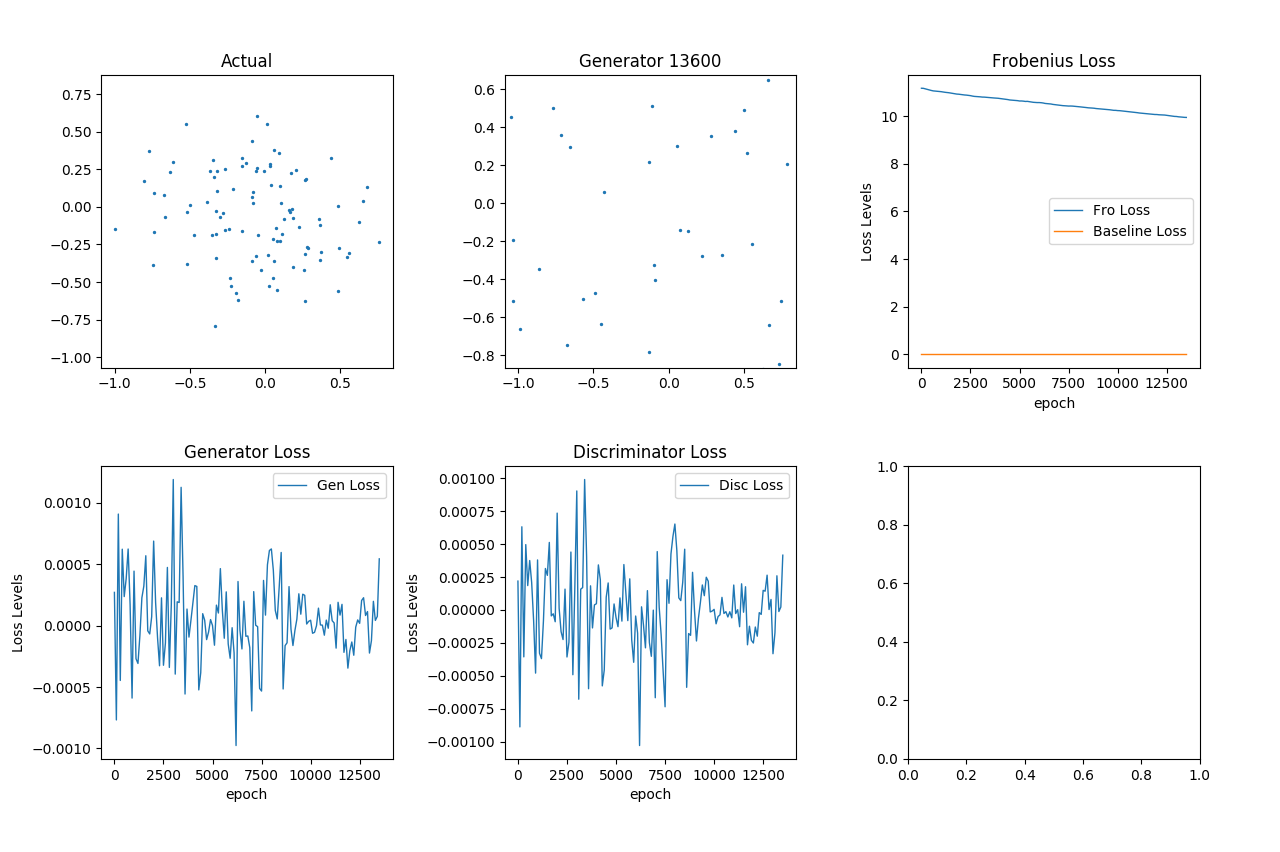 Actual
0.75
0.50
0.25
0.00
−0.25
−0.50
−0.75
−1.00
−1.0 −0.5 0.0 0.5
Generator 13600
0.6
0.4
0.2
0.0
−0.2
−0.4
−0.6
−0.8
−1.0 −0.5 0.0 0.5
Frobenius Loss
Loss Levels
10
8
6
4
2
0
Fro Loss
Baseline Loss
0 2500 5000 7500 10000 12500
epoch
Generator Loss
Loss Levels
0.0010
0.0005
0.0000
−0.0005
−0.0010
Gen Loss
0 2500 5000 7500 10000 12500
epoch
Discriminator Loss
Loss Levels
0.00100
0.00075
0.00050
0.00025
0.00000
−0.00025
−0.00050
−0.00075
−0.00100
Disc Loss
0 2500 5000 7500 10000 12500
epoch
1.0
0.8
0.6
0.4
0.2
0.0
0.0 0.2 0.4 0.6 0.8 1.0